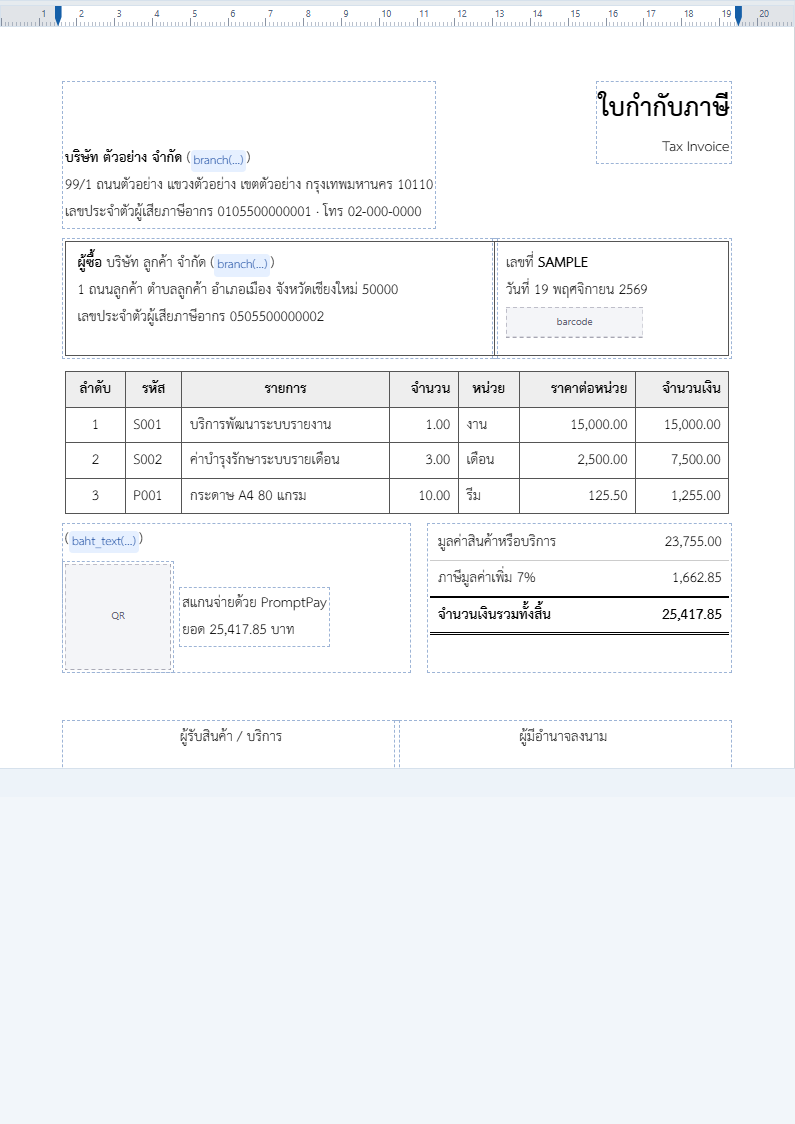 1 2 3 4 5 6 7 8 9 10 11 12 13 14 15 16 17 18 19 20
ใบกำกับภาษี
Tax Invoice
บริษัท ตัวอย่าง จำกัด (branch(...))
99/1 ถนนตัวอย่าง แขวงตัวอย่าง เขตตัวอย่าง กรุงเทพมหานคร 10110
เลขประจำตัวผู้เสียภาษีอากร 0105500000001 · โทร 02-000-0000
ผู้ซื้อ บริษัท ลูกค้า จำกัด (branch(...))
1 ถนนลูกค้า ตำบลลูกค้า อำเภอเมือง จังหวัดเชียงใหม่ 50000
เลขประจำตัวผู้เสียภาษีอากร 0505500000002
เลขที่ SAMPLE
วันที่ 19 พฤศจิกายน 2569
barcode
ลำดับ รหัส รายการ จำนวน หน่วย ราคาต่อหน่วย จำนวนเงิน
1 S001 บริการพัฒนาระบบรายงาน 1.00 งาน 15,000.00 15,000.00
2 S002 ค่าบำรุงรักษาระบบรายเดือน 3.00 เดือน 2,500.00 7,500.00
3 P001 กระดาษ A4 80 แกรม 10.00 รีม 125.50 1,255.00
(baht_text(...))
QR
สแกนจ่ายด้วย PromptPay
ยอด 25,417.85 บาท
มูลค่าสินค้าหรือบริการ 23,755.00
ภาษีมูลค่าเพิ่ม 7% 1,662.85
จำนวนเงินรวมทั้งสิ้น 25,417.85
ผู้รับสินค้า / บริการ ผู้มีอำนาจลงนาม